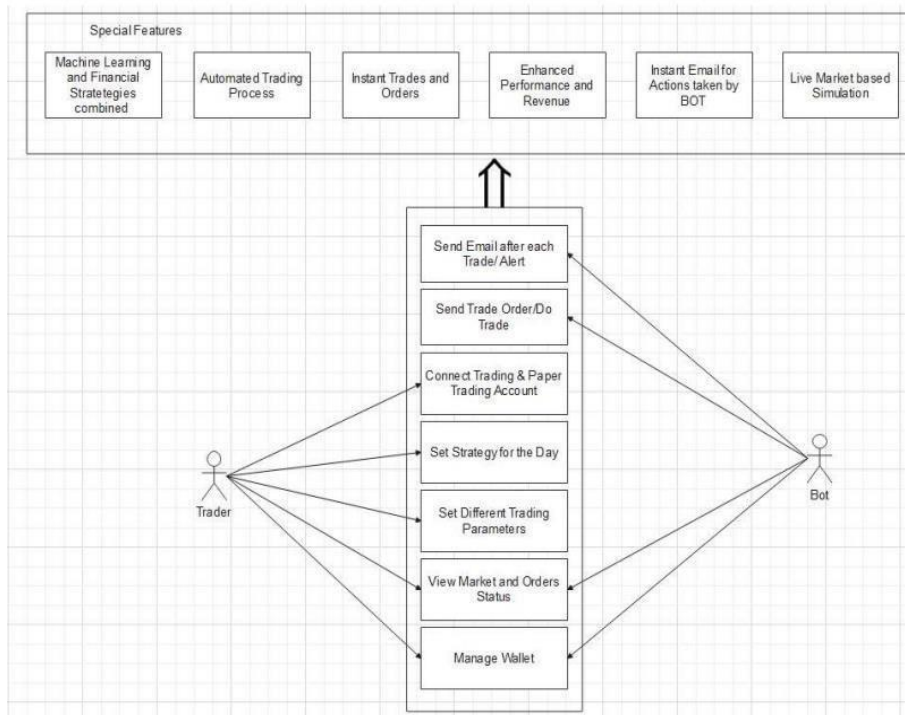 Special Features
Machine Learning
and Financial
Stratetegies
combined
Automated Trading
Process
Instant Trades and
Orders
Enhanced
Performance and
Revenue
Instant Email for
Actions taken by
BOT
Live Market based
Simulation
Send Email after each
Trade/ Alert
Send Trade Order/Do
Trade
Connect Trading & Paper
Trading Account
Set Strategy for the Day
Set Different Trading
Parameters
View Market and Orders
Status
Manage Wallet
Trader
Bot